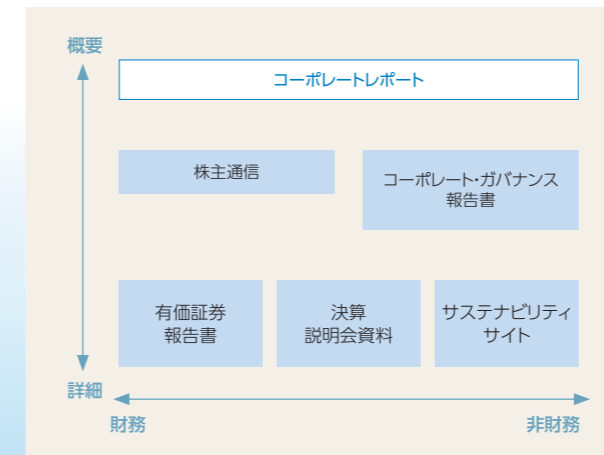 概要
コーポレートレポート
株主通信
コーポレート・ガバナンス
報告書
有価証券
報告書
決算
説明会資料
サステナビリティ
サイト
詳細
財務
非財務